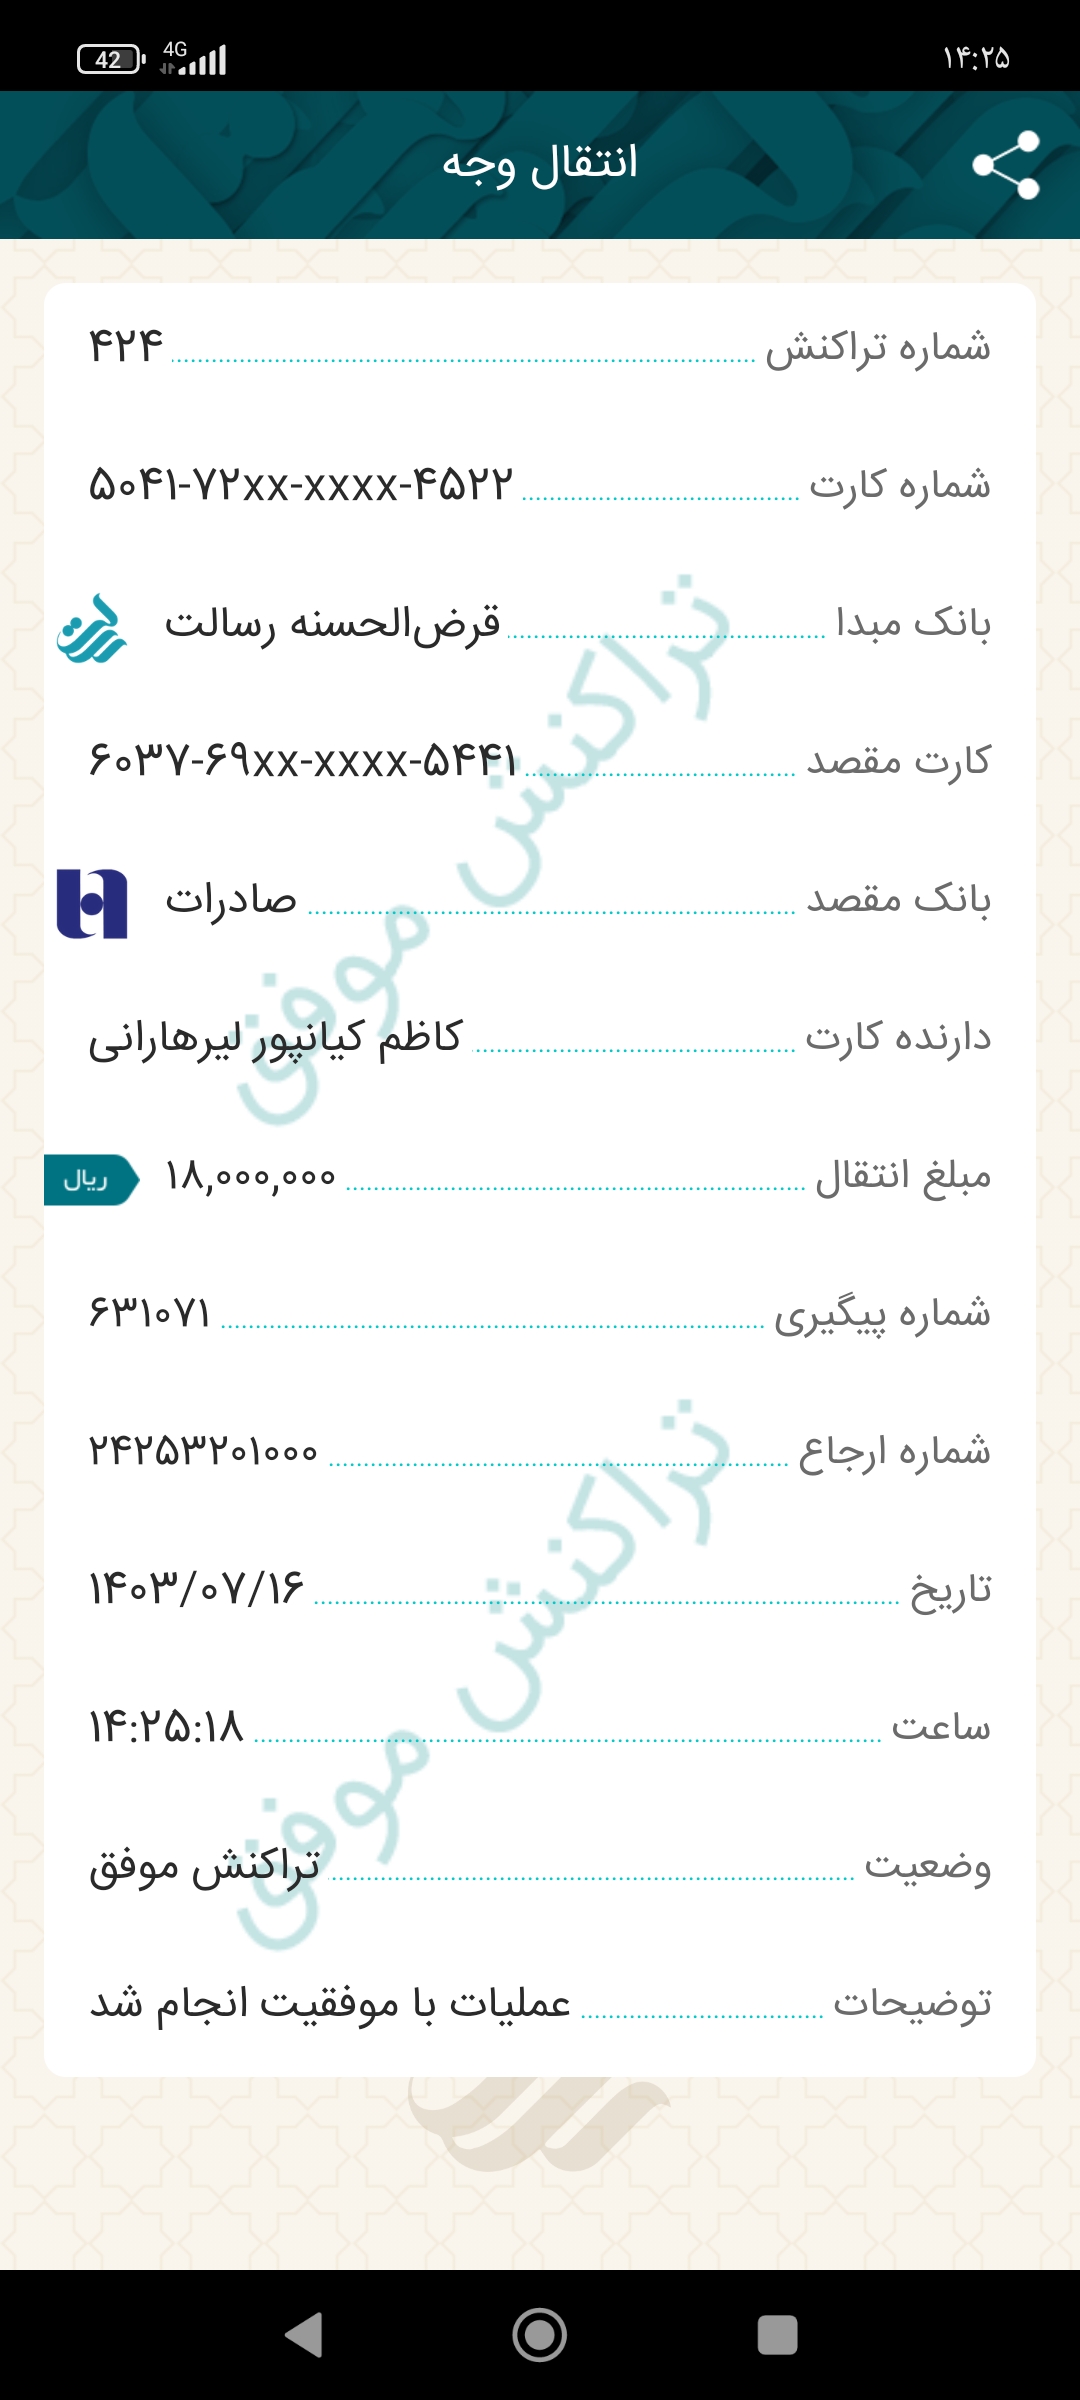 42 4G ۱۴:۲۵
انتقال وجه
شماره تراکنش ۴۲۴
شماره کارت ۵۰۴۱-۷۲xx-xxxx-۴۵۲۲
بانک مبدا قرض‌الحسنه رسالت
کارت مقصد ۶۰۳۷-۶۹xx-xxxx-۵۴۴۱
بانک مقصد صادرات
دارنده کارت کاظم کیانپور لیرهارانی
مبلغ انتقال ۱۸,۰۰۰,۰۰۰ ریال
شماره پیگیری ۶۳۱۰۷۱
شماره ارجاع ۲۴۲۵۳۲۰۱۰۰۰
تاریخ ۱۴۰۳/۰۷/۱۶
ساعت ۱۴:۲۵:۱۸
وضعیت تراکنش موفق
توضیحات عملیات با موفقیت انجام شد
تراکنش موفق
تراکنش موفق